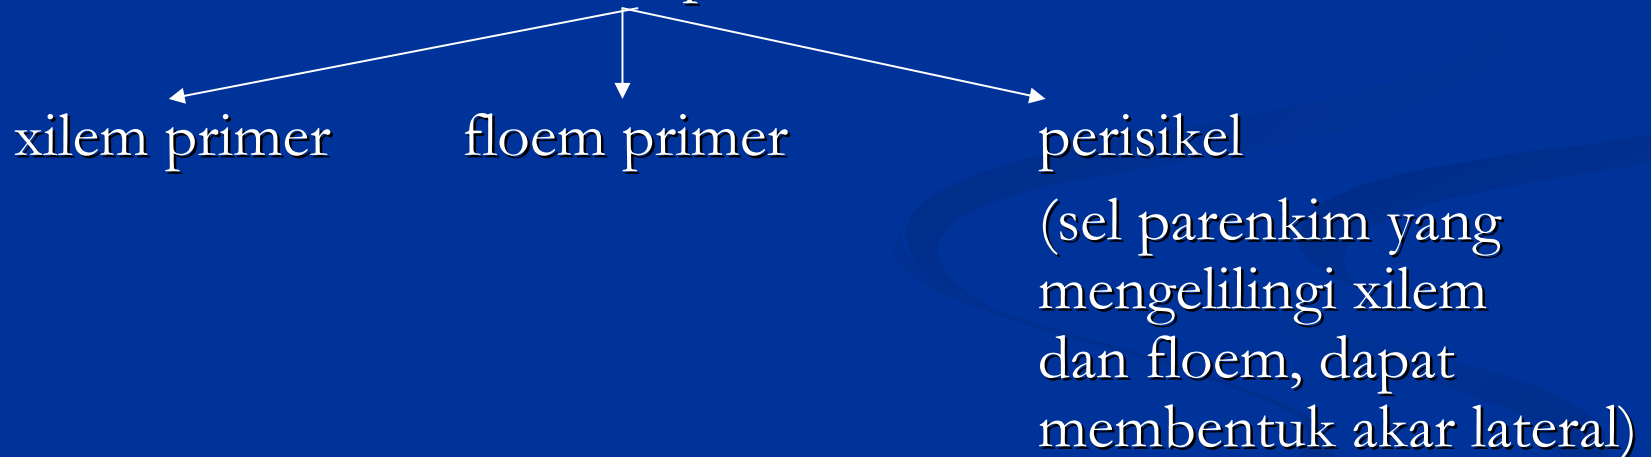 xilem primer floem primer perisikel
(sel parenkim yang
mengelilingi xilem
dan floem, dapat
membentuk akar lateral)